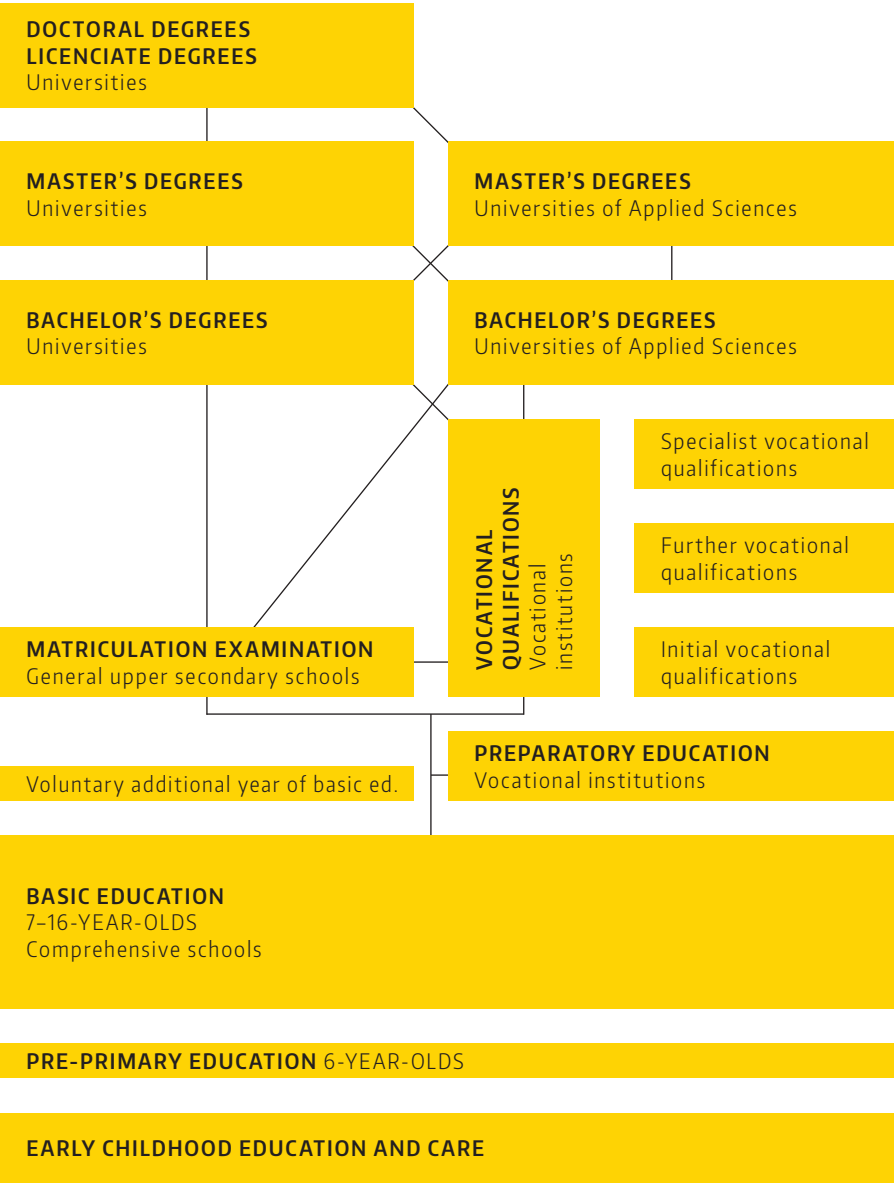 DOCTORAL DEGREES
LICENCIATE DEGREES
Universities
MASTER'S DEGREES
Universities
MASTER'S DEGREES
Universities of Applied Sciences
BACHELOR'S DEGREES
Universities
BACHELOR'S DEGREES
Universities of Applied Sciences
VOCATIONAL
QUALIFICATIONS
Vocational
institutions
Specialist vocational
qualifications
Further vocational
qualifications
Initial vocational
qualifications
MATRICULATION EXAMINATION
General upper secondary schools
PREPARATORY EDUCATION
Vocational institutions
Voluntary additional year of basic ed.
BASIC EDUCATION
7–16-YEAR-OLDS
Comprehensive schools
PRE-PRIMARY EDUCATION 6-YEAR-OLDS
EARLY CHILDHOOD EDUCATION AND CARE